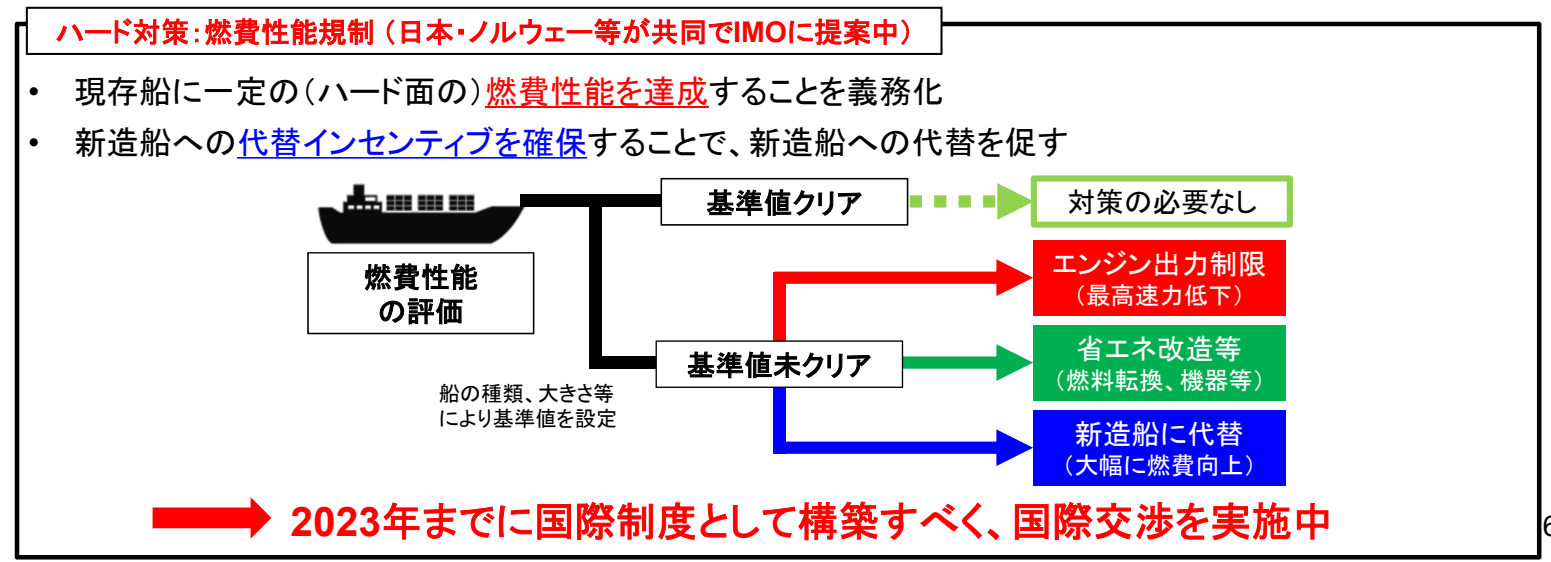 ハード対策：燃費性能規制（日本・ノルウェー等が共同でIMOに提案中）
• 現存船に一定の（ハード面の）燃費性能を達成することを義務化
• 新造船への代替インセンティブを確保することで、新造船への代替を促す
燃費性能
の評価
船の種類、大きさ等
により基準値を設定
基準値クリア
対策の必要なし
基準値未クリア
エンジン出力制限
（最高速力低下）
省エネ改造等
（燃料転換、機器等）
新造船に代替
（大幅に燃費向上）
2023年までに国際制度として構築すべく、国際交渉を実施中
6